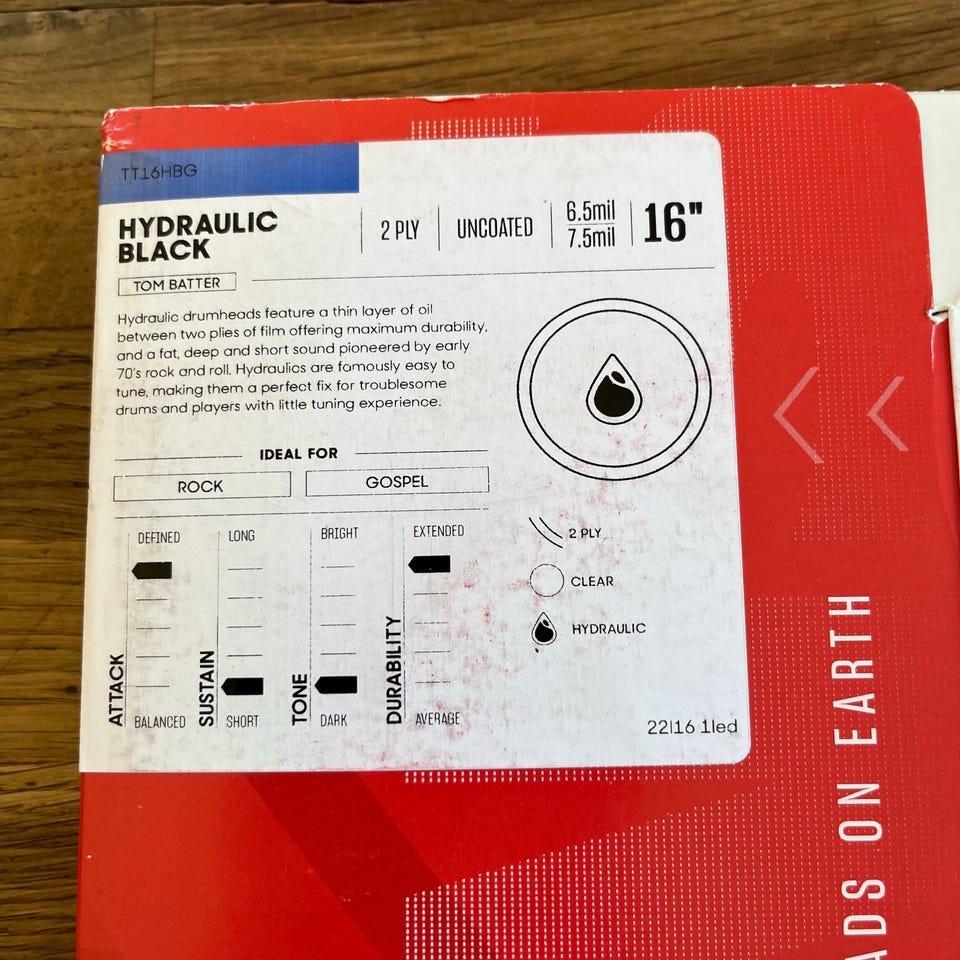 TT16HBG
HYDRAULIC
BLACK
2 PLY
UNCOATED
6.5mil
7.5mil
16"
TOM BATTER
Hydraulic drumheads feature a thin layer of oil
between two plies of film offering maximum durability,
and a fat, deep and short sound pioneered by early
70's rock and roll. Hydraulics are famously easy to
tune, making them a perfect fix for troublesome
drums and players with little tuning experience.
IDEAL FOR
ROCK
GOSPEL
ATTACK
DEFINED
BALANCED
SUSTAIN
LONG
SHORT
TONE
BRIGHT
DARK
DURABILITY
EXTENDED
AVERAGE
2 PLY
CLEAR
HYDRAULIC
22|16 1led
ADS ON EARTH